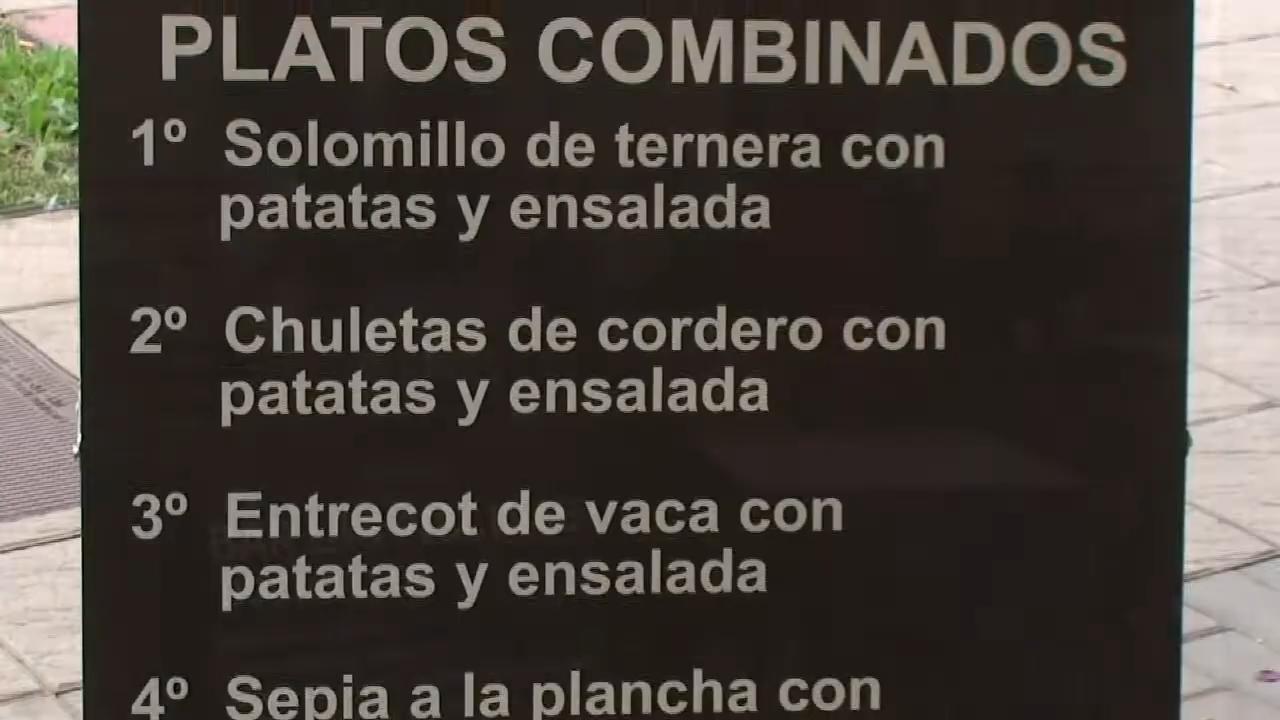 PLATOS COMBINADOS
1º Solomillo de ternera con
patatas y ensalada
2º Chuletas de cordero con
patatas y ensalada
3º Entrecot de vaca con
patatas y ensalada
4º Sepia a la plancha con